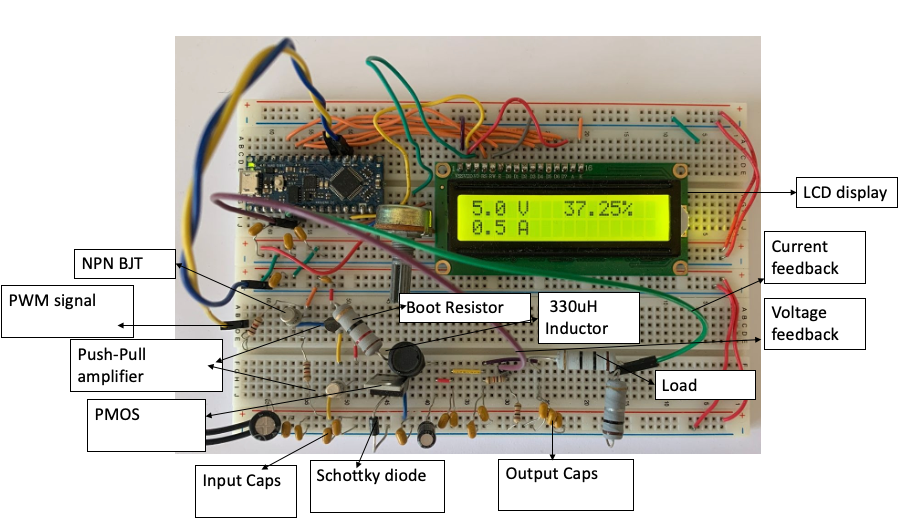 5.0 V 37.25%
0.5 A
LCD display
Current
feedback
NPN BJT
PWM signal
Boot Resistor
330uH
Inductor
Voltage
feedback
Push-Pull
amplifier
Load
PMOS
Input Caps
Schottky diode
Output Caps